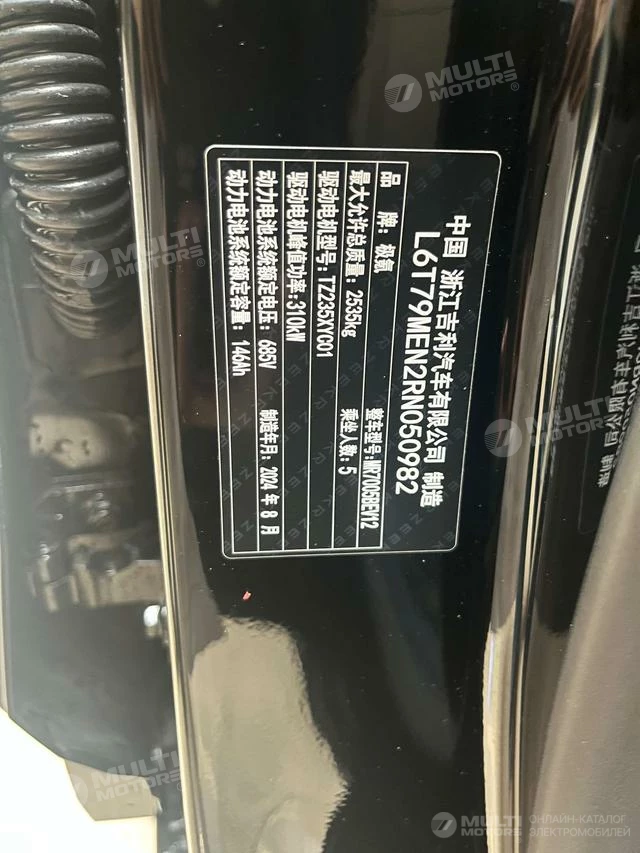 中国 浙江吉利汽车有限公司 制造
L6T79MEN2RN050982
品 牌: 极氪 整车型号: MR7005BEV12
最大允许总质量: 2535kg 乘坐人数: 5
驱动电机型号: TZ235XYC01
驱动电机峰值功率: 310kW
动力电池系统额定电压: 685V 制造年月: 2024 年 8 月
动力电池系统额定容量: 146Ah
MULTI
MOTORS®
MULTI
MOTORS®
MULTI
MOTORS®
MULTI
MOTORS®
MULTI
MOTORS
ОНЛАЙН-КАТАЛОГ
ЭЛЕКТРОМОБИЛЕЙ